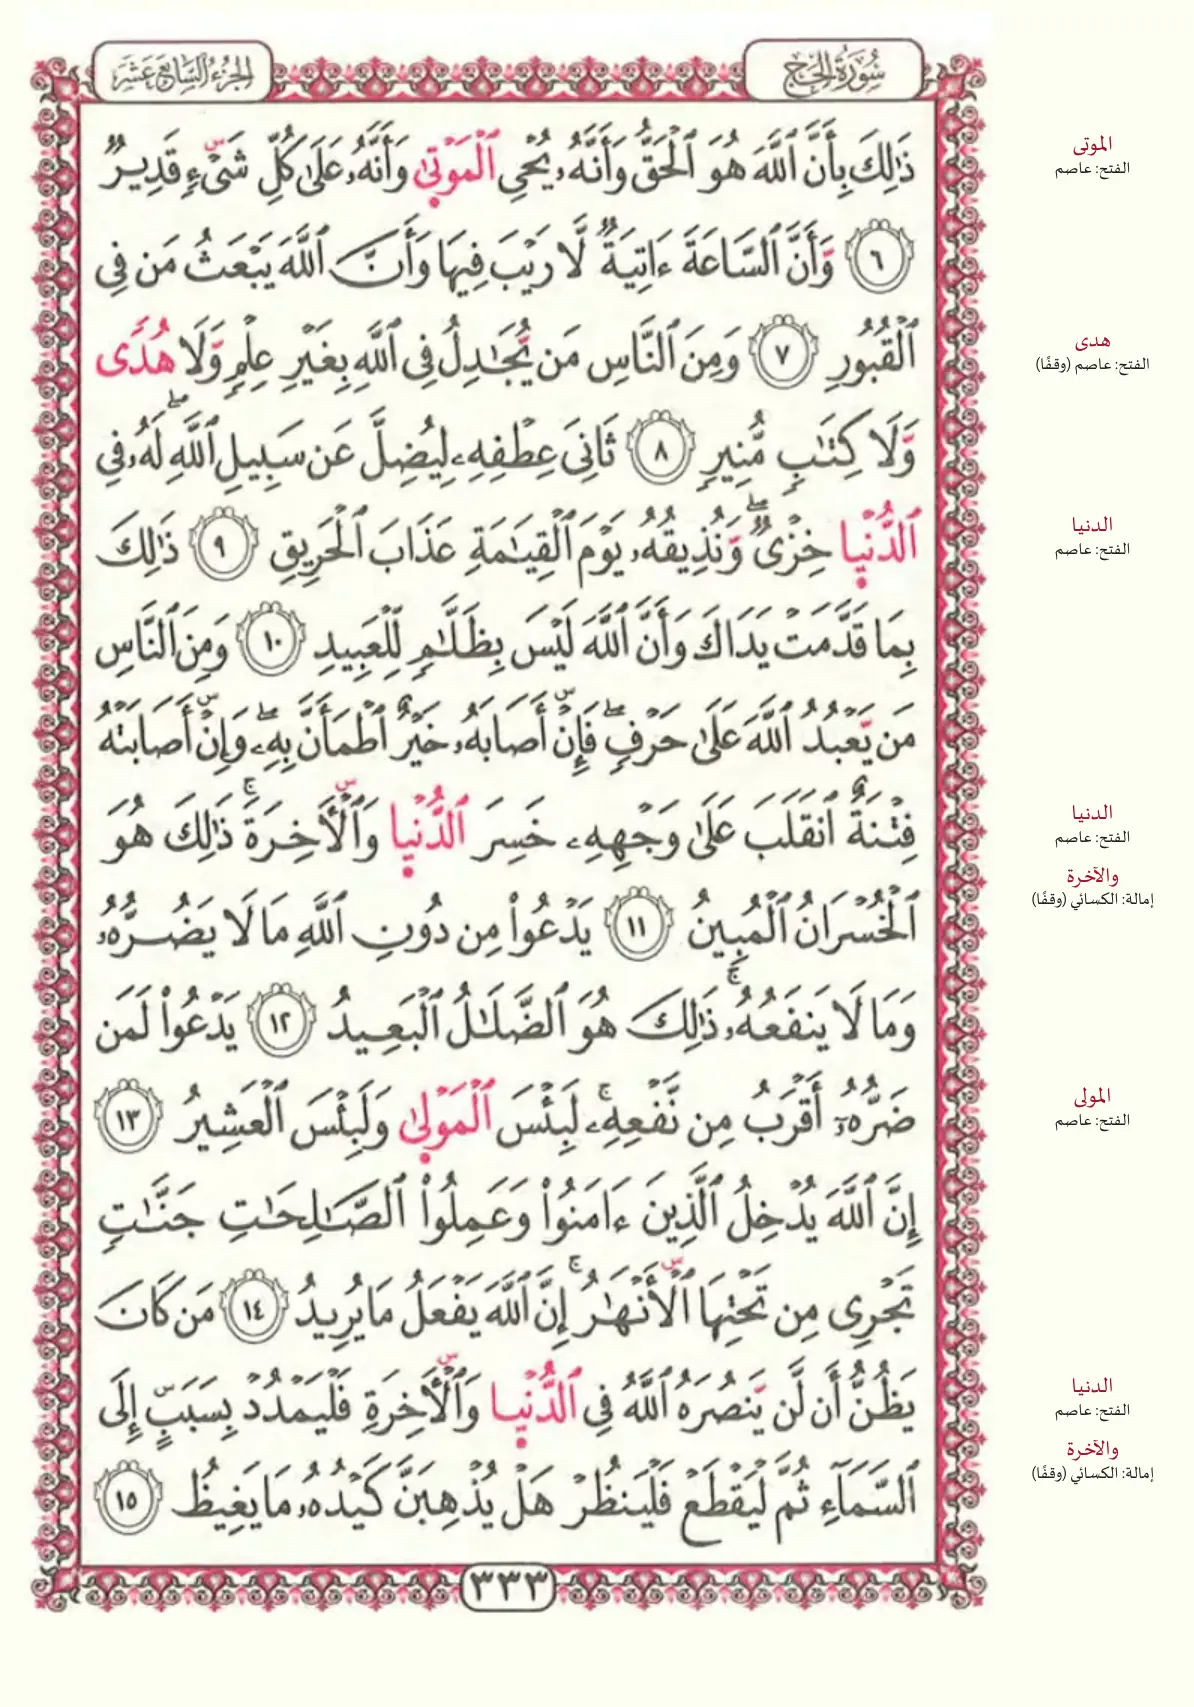 سُورَةُ الحَجِّ
الجُزءُ السَّابِعَ عَشَرَ
ذَٰلِكَ بِأَنَّ ٱللَّهَ هُوَ ٱلۡحَقُّ وَأَنَّهُۥ يُحۡيِ ٱلۡمَوۡتَىٰ وَأَنَّهُۥ عَلَىٰ كُلِّ شَىۡءٖ قَدِيرٞ
٦ وَأَنَّ ٱلسَّاعَةَ ءَاتِيَةٞ لَّا رَيۡبَ فِيهَا وَأَنَّ ٱللَّهَ يَبۡعَثُ مَن فِي
ٱلۡقُبُورِ ٧ وَمِنَ ٱلنَّاسِ مَن يُجَٰدِلُ فِي ٱللَّهِ بِغَيۡرِ عِلۡمٖ وَلَا هُدٗى
وَلَا كِتَٰبٖ مُّنِيرٖ ٨ ثَانِيَ عِطۡفِهِۦ لِيُضِلَّ عَن سَبِيلِ ٱللَّهِۖ لَهُۥ فِي
ٱلدُّنۡيَا خِزۡيٞۖ وَنُذِيقُهُۥ يَوۡمَ ٱلۡقِيَٰمَةِ عَذَابَ ٱلۡحَرِيقِ ٩ ذَٰلِكَ
بِمَا قَدَّمَتۡ يَدَاكَ وَأَنَّ ٱللَّهَ لَيۡسَ بِظَلَّٰمٖ لِّلۡعَبِيدِ ١٠ وَمِنَ ٱلنَّاسِ
مَن يَعۡبُدُ ٱللَّهَ عَلَىٰ حَرۡفٖۖ فَإِنۡ أَصَابَهُۥ خَيۡرٌ ٱطۡمَأَنَّ بِهِۦۖ وَإِنۡ أَصَابَتۡهُ
فِتۡنَةٌ ٱنقَلَبَ عَلَىٰ وَجۡهِهِۦ خَسِرَ ٱلدُّنۡيَا وَٱلۡأٓخِرَةَۚ ذَٰلِكَ هُوَ
ٱلۡخُسۡرَانُ ٱلۡمُبِينُ ١١ يَدۡعُواْ مِن دُونِ ٱللَّهِ مَا لَا يَضُرُّهُۥ
وَمَا لَا يَنفَعُهُۥۚ ذَٰلِكَ هُوَ ٱلضَّلَٰلُ ٱلۡبَعِيدُ ١٢ يَدۡعُواْ لَمَن
ضَرُّهُۥٓ أَقۡرَبُ مِن نَّفۡعِهِۦۚ لَبِئۡسَ ٱلۡمَوۡلَىٰ وَلَبِئۡسَ ٱلۡعَشِيرُ ١٣
إِنَّ ٱللَّهَ يُدۡخِلُ ٱلَّذِينَ ءَامَنُواْ وَعَمِلُواْ ٱلصَّٰلِحَٰتِ جَنَّٰتٖ
تَجۡرِي مِن تَحۡتِهَا ٱلۡأَنۡهَٰرُۚ إِنَّ ٱللَّهَ يَفۡعَلُ مَا يُرِيدُ ١٤ مَن كَانَ
يَظُنُّ أَن لَّن يَنصُرَهُ ٱللَّهُ فِي ٱلدُّنۡيَا وَٱلۡأٓخِرَةِ فَلۡيَمۡدُدۡ بِسَبَبٍ إِلَى
ٱلسَّمَآءِ ثُمَّ لۡيَقۡطَعۡ فَلۡيَنظُرۡ هَلۡ يُذۡهِبَنَّ كَيۡدُهُۥ مَا يَغِيظُ ١٥
٣٣٣
الموتى
الفتح: عاصم
هدى
الفتح: عاصم (وقفًا)
الدنيا
الفتح: عاصم
الدنيا
الفتح: عاصم
والآخرة
إمالة: الكسائي (وقفًا)
المولى
الفتح: عاصم
الدنيا
الفتح: عاصم
والآخرة
إمالة: الكسائي (وقفًا)